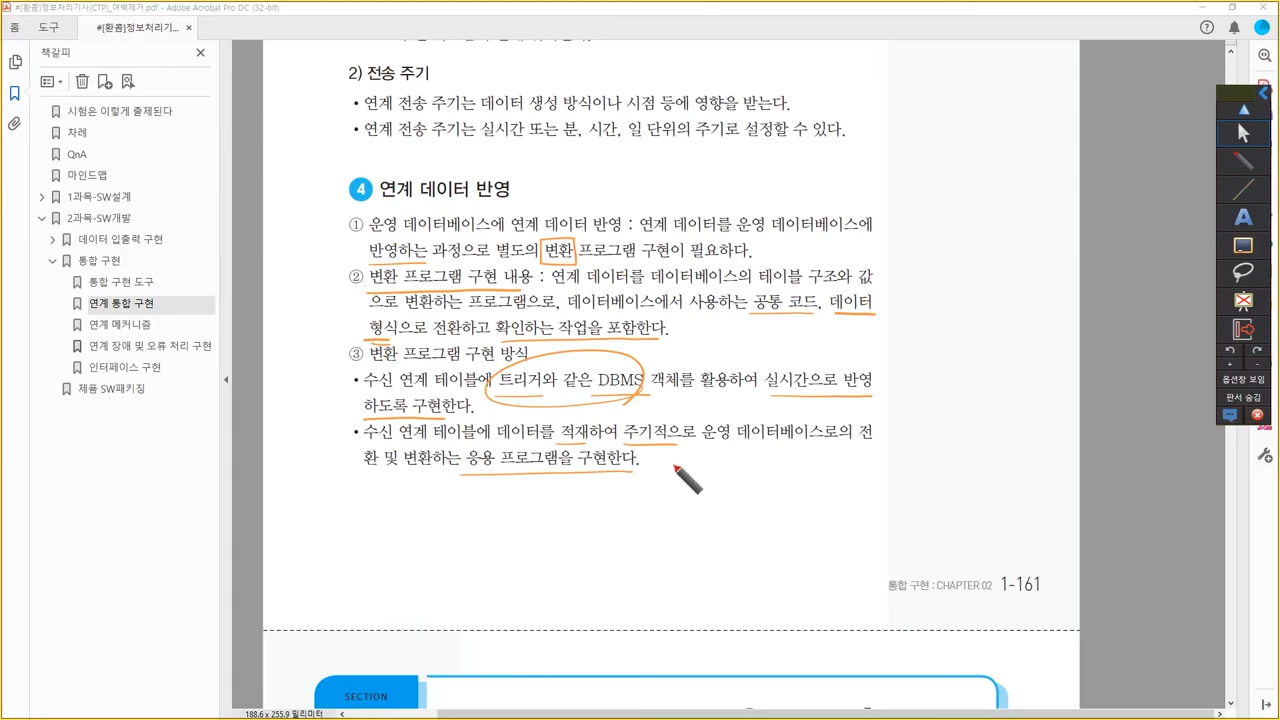 #[환콤]정보처리기사(CTP)_여백제거.pdf - Adobe Acrobat Pro DC (32-bit)
홈 도구 #[환콤]정보처리기... ×
책갈피
시험은 이렇게 출제된다
차례
QnA
마인드맵
1과목-SW설계
2과목-SW개발
데이터 입출력 구현
통합 구현
통합 구현 도구
연계 통합 구현
연계 메커니즘
연계 장애 및 오류 처리 구현
인터페이스 구현
제품 SW패키징
2) 전송 주기
• 연계 전송 주기는 데이터 생성 방식이나 시점 등에 영향을 받는다.
• 연계 전송 주기는 실시간 또는 분, 시간, 일 단위의 주기로 설정할 수 있다.
4 연계 데이터 반영
① 운영 데이터베이스에 연계 데이터 반영 : 연계 데이터를 운영 데이터베이스에
반영하는 과정으로 별도의 변환 프로그램 구현이 필요하다.
② 변환 프로그램 구현 내용 : 연계 데이터를 데이터베이스의 테이블 구조와 값
으로 변환하는 프로그램으로, 데이터베이스에서 사용하는 공통 코드, 데이터
형식으로 전환하고 확인하는 작업을 포함한다.
③ 변환 프로그램 구현 방식
• 수신 연계 테이블에 트리거와 같은 DBMS 객체를 활용하여 실시간으로 반영
하도록 구현한다.
• 수신 연계 테이블에 데이터를 적재하여 주기적으로 운영 데이터베이스로의 전
환 및 변환하는 응용 프로그램을 구현한다.
통합 구현 : CHAPTER 02 1-161
SECTION
188.6 x 255.9 밀리미터
A
옵션창 보임
판서 숨김